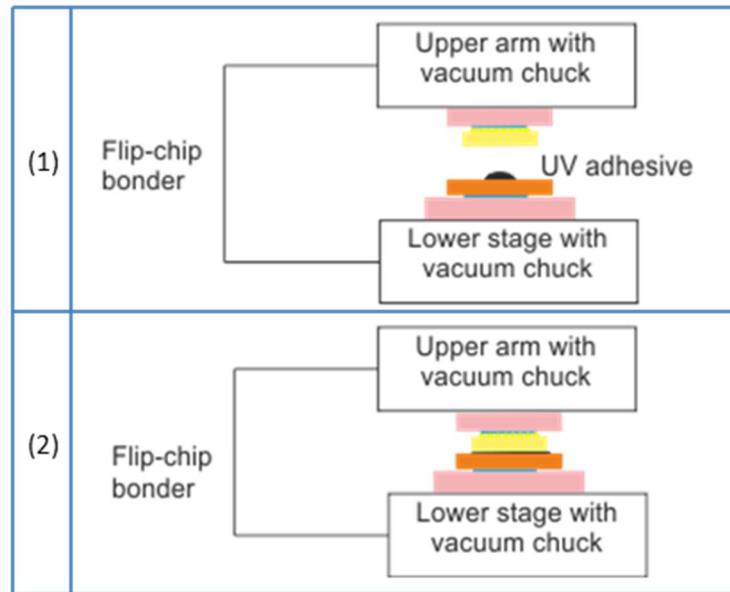 (1)
Flip-chip
bonder
Upper arm with
vacuum chuck
UV adhesive
Lower stage with
vacuum chuck
(2)
Flip-chip
bonder
Upper arm with
vacuum chuck
Lower stage with
vacuum chuck